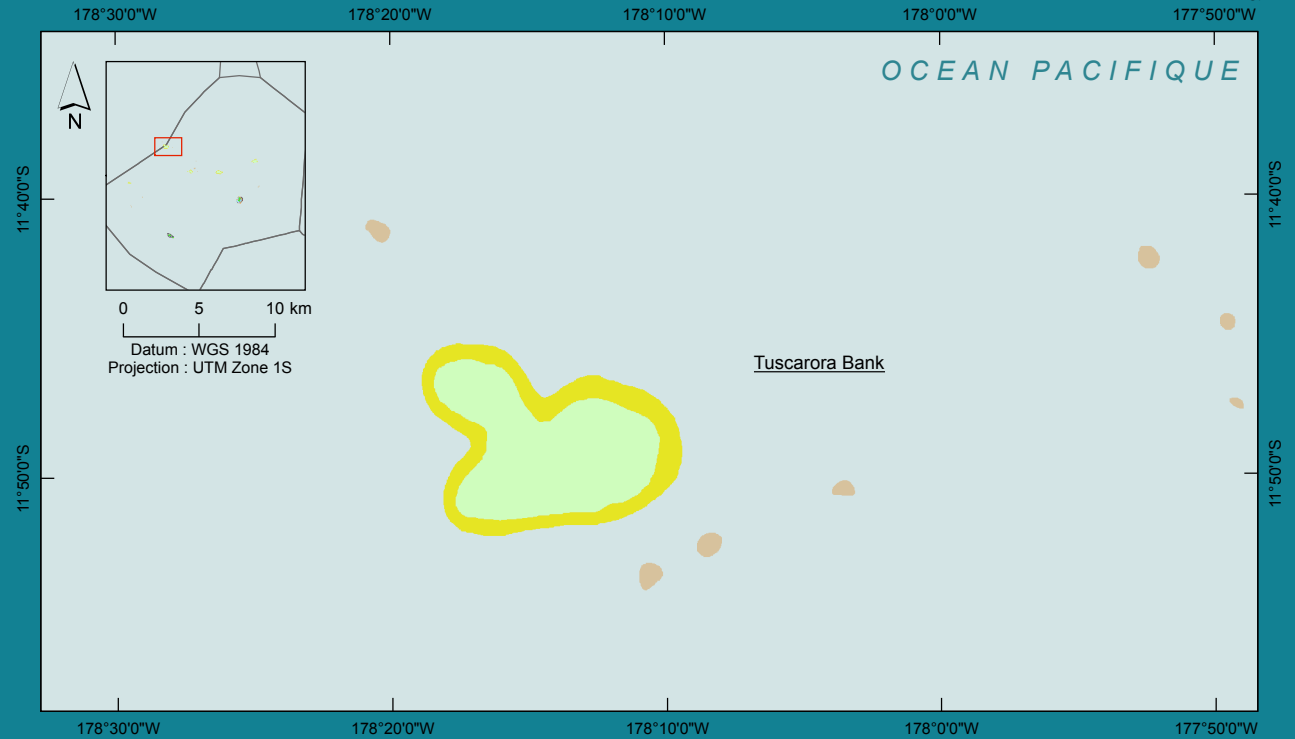 178°30'0"W 178°20'0"W 178°10'0"W 178°0'0"W 177°50'0"W
OCEAN PACIFIQUE
N
11°40'0"S 11°40'0"S
0 5 10 km
Datum : WGS 1984
Projection : UTM Zone 1S
Tuscarora Bank
11°50'0"S 11°50'0"S
178°30'0"W 178°20'0"W 178°10'0"W 178°0'0"W 177°50'0"W